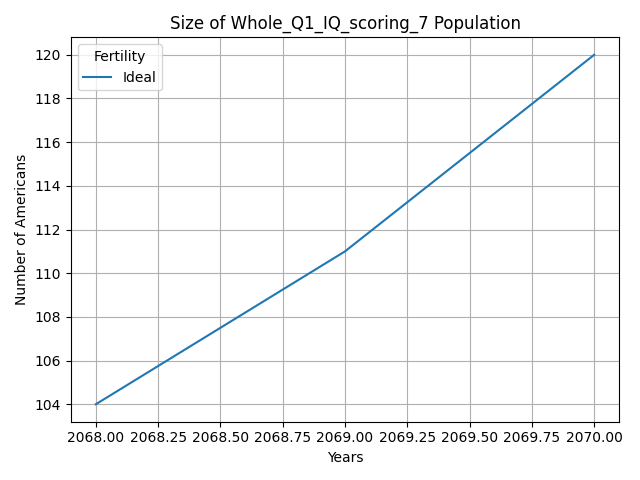 Size of Whole_Q1_IQ_scoring_7 Population
Fertility
Ideal
120
118
116
114
112
110
108
106
104
Number of Americans
2068.00 2068.25 2068.50 2068.75 2069.00 2069.25 2069.50 2069.75 2070.00
Years